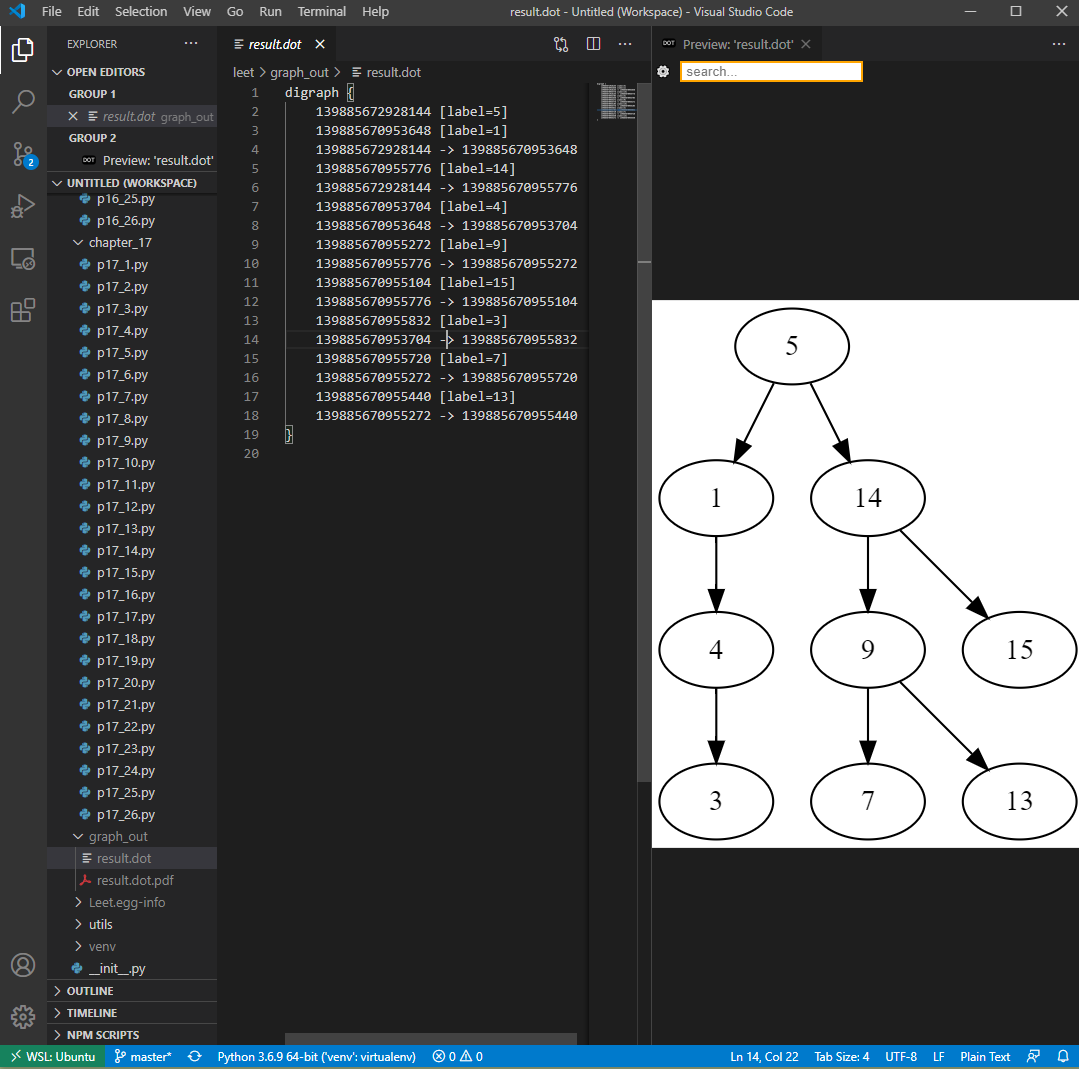 File Edit Selection View Go Run Terminal Help result.dot - Untitled (Workspace) - Visual Studio Code
EXPLORER
OPEN EDITORS
GROUP 1
result.dot graph_out
GROUP 2
DOT Preview: 'result.dot'
UNTITLED (WORKSPACE)
p16_25.py
p16_26.py
chapter_17
p17_1.py
p17_2.py
p17_3.py
p17_4.py
p17_5.py
p17_6.py
p17_7.py
p17_8.py
p17_9.py
p17_10.py
p17_11.py
p17_12.py
p17_13.py
p17_14.py
p17_15.py
p17_16.py
p17_17.py
p17_18.py
p17_19.py
p17_20.py
p17_21.py
p17_22.py
p17_23.py
p17_24.py
p17_25.py
p17_26.py
graph_out
result.dot
result.dot.pdf
Leet.egg-info
utils
venv
__init__.py
OUTLINE
TIMELINE
NPM SCRIPTS
2
result.dot
leet > graph_out > result.dot
1 digraph {
2 139885672928144 [label=5]
3 139885670953648 [label=1]
4 139885672928144 -> 139885670953648
5 139885670955776 [label=14]
6 139885672928144 -> 139885670955776
7 139885670953704 [label=4]
8 139885670953648 -> 139885670953704
9 139885670955272 [label=9]
10 139885670955776 -> 139885670955272
11 139885670955104 [label=15]
12 139885670955776 -> 139885670955104
13 139885670955832 [label=3]
14 139885670953704 -> 139885670955832
15 139885670955720 [label=7]
16 139885670955272 -> 139885670955720
17 139885670955440 [label=13]
18 139885670955272 -> 139885670955440
19 }
20
DOT Preview: 'result.dot'
search...
5
1 14
4 9 15
3 7 13
WSL: Ubuntu master* Python 3.6.9 64-bit ('venv': virtualenv) 0 0 Ln 14, Col 22 Tab Size: 4 UTF-8 LF Plain Text